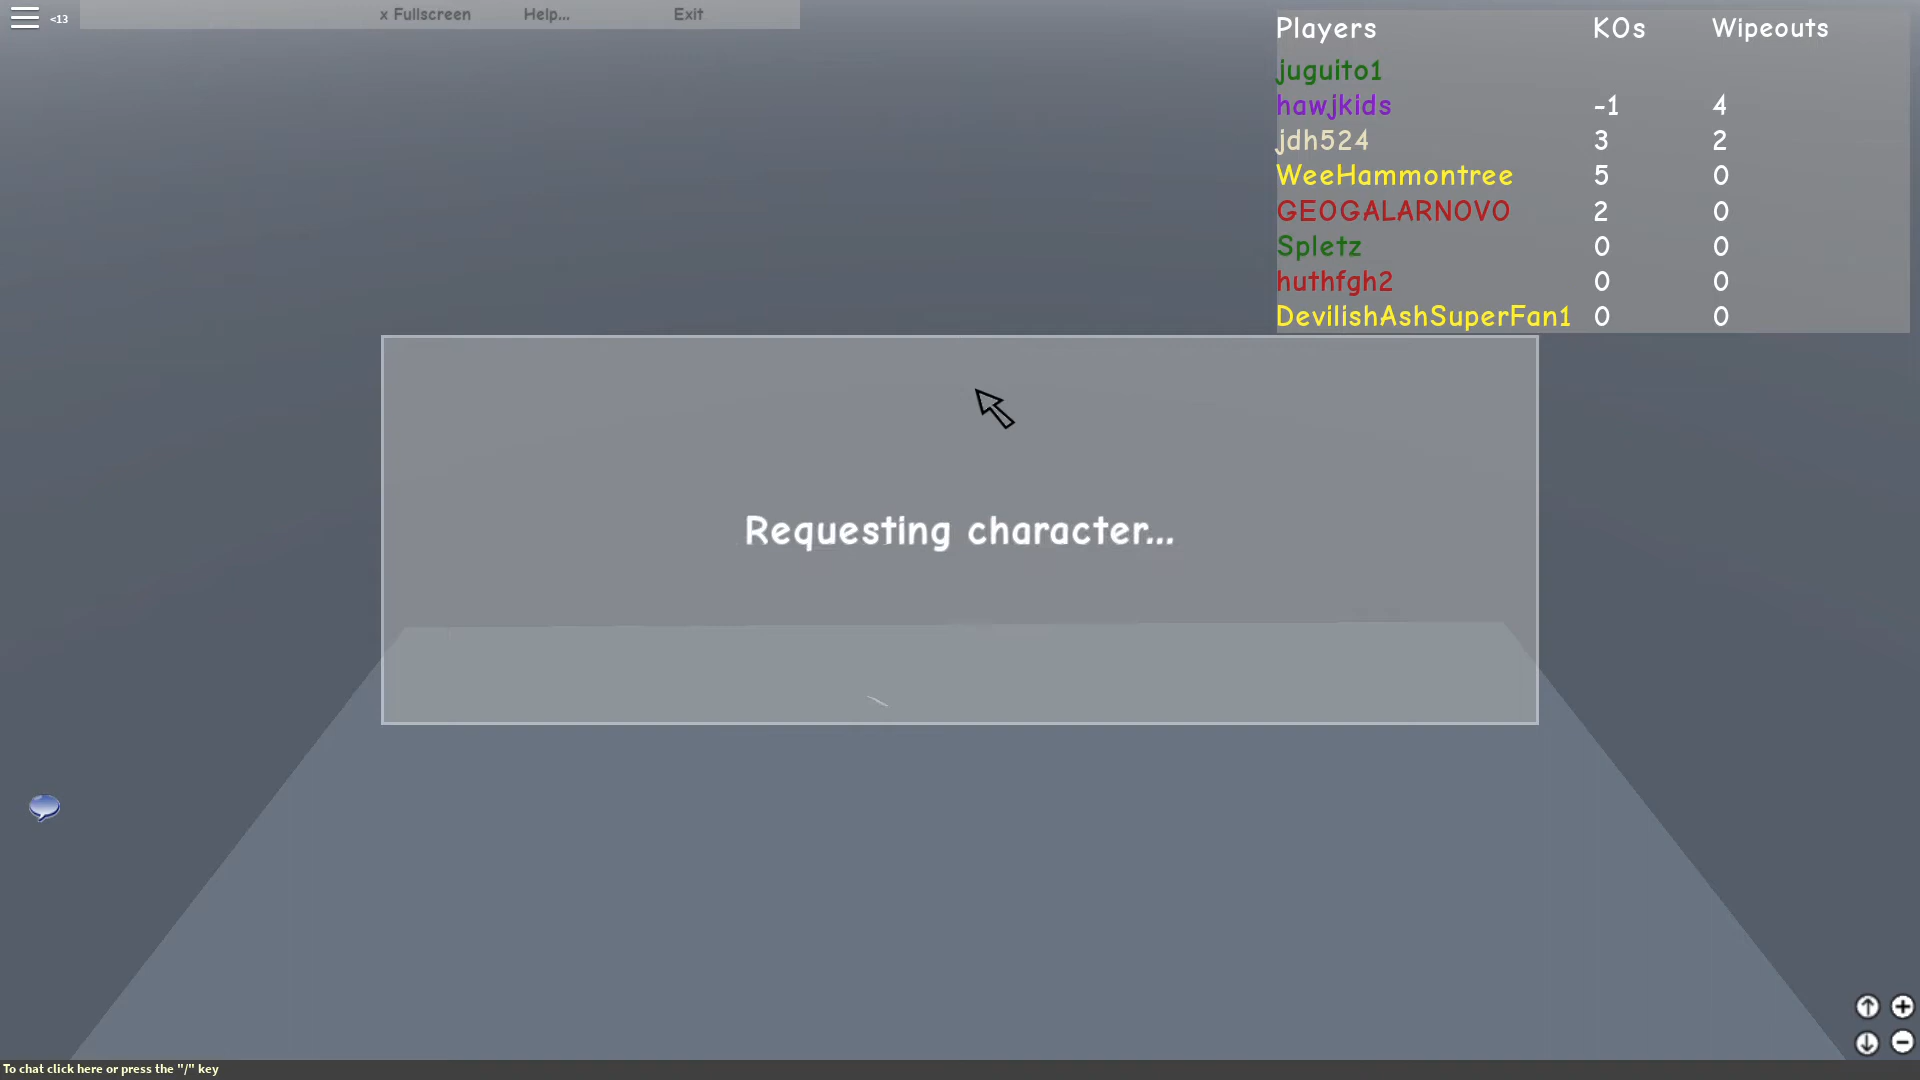 <13
x Fullscreen Help... Exit
Players KOs Wipeouts
juguito1
hawjkids -1 4
jdh524 3 2
WeeHammontree 5 0
GEOGALARNOVO 2 0
Spletz 0 0
huthfgh2 0 0
DevilishAshSuperFan1 0 0
Requesting character...
To chat click here or press the "/" key